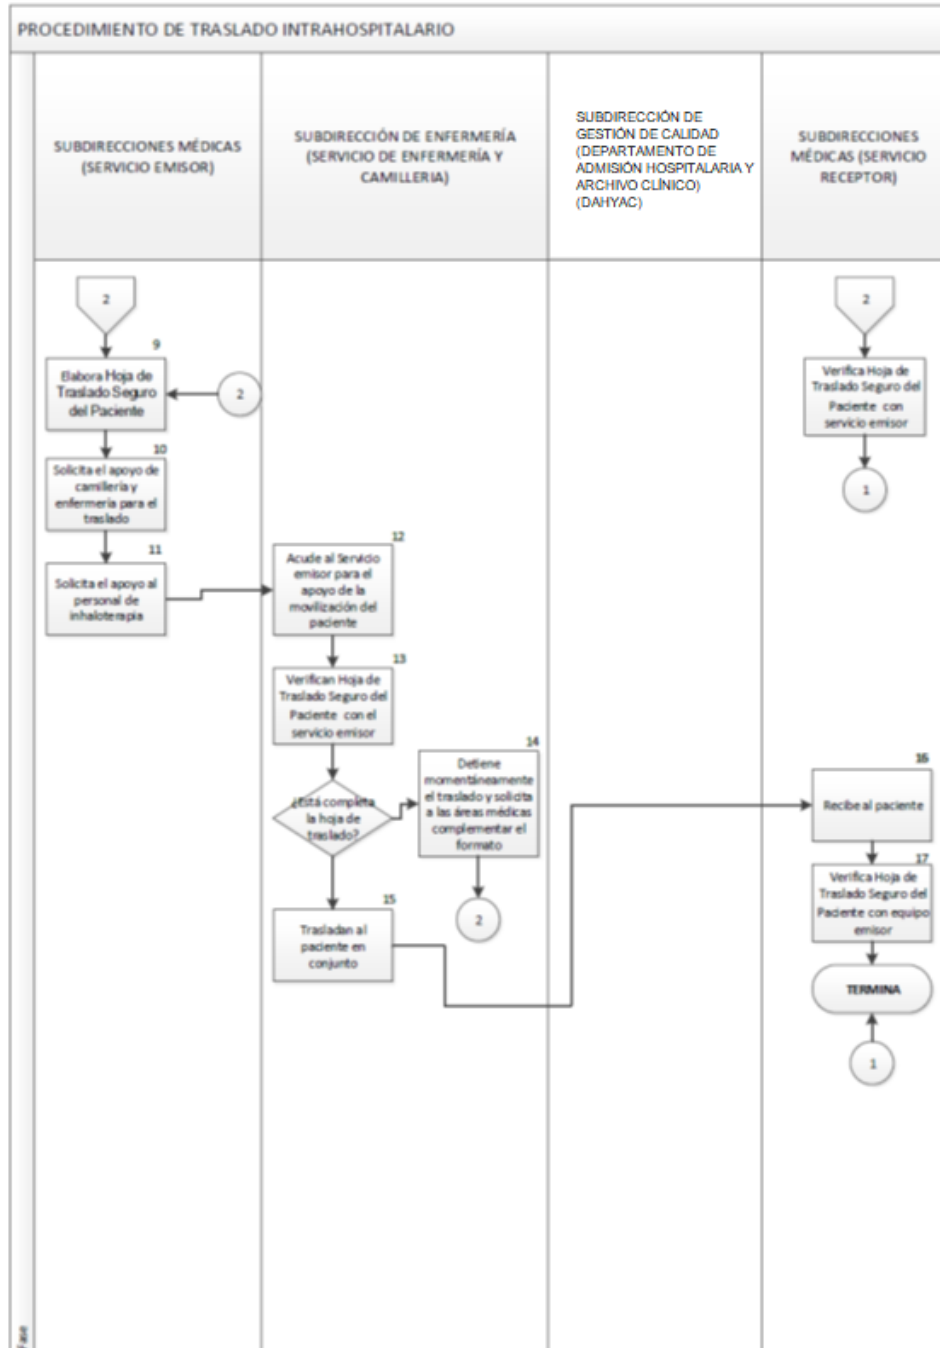 PROCEDIMIENTO DE TRASLADO INTRAHOSPITALARIO
SUBDIRECCIONES MÉDICAS
(SERVICIO EMISOR)
SUBDIRECCIÓN DE ENFERMERÍA
(SERVICIO DE ENFERMERÍA Y
CAMILLERIA)
SUBDIRECCIÓN DE
GESTIÓN DE CALIDAD
(DEPARTAMENTO DE
ADMISIÓN HOSPITALARIA Y
ARCHIVO CLÍNICO)
(DAHYAC)
SUBDIRECCIONES
MÉDICAS (SERVICIO
RECEPTOR)
2
9
Elabora Hoja de
Traslado Seguro
del Paciente
2
10
Solicita el apoyo de
camillería y
enfermería para el
traslado
11
Solicita el apoyo al
personal de
inhaloterapia
12
Acude al Servicio
emisor para el
apoyo de la
movilización del
paciente
13
Verifican Hoja de
Traslado Seguro del
Paciente con el
servicio emisor
¿Está completa
la hoja de
traslado?
14
Detiene
momentáneamente
el traslado y solicita
a las áreas médicas
complementar el
formato
2
15
Trasladan al
paciente en
conjunto
2
Verifica Hoja de
Traslado Seguro del
Paciente con
servicio emisor
1
16
Recibe al paciente
17
Verifica Hoja de
Traslado Seguro del
Paciente con equipo
emisor
TERMINA
1
Fase